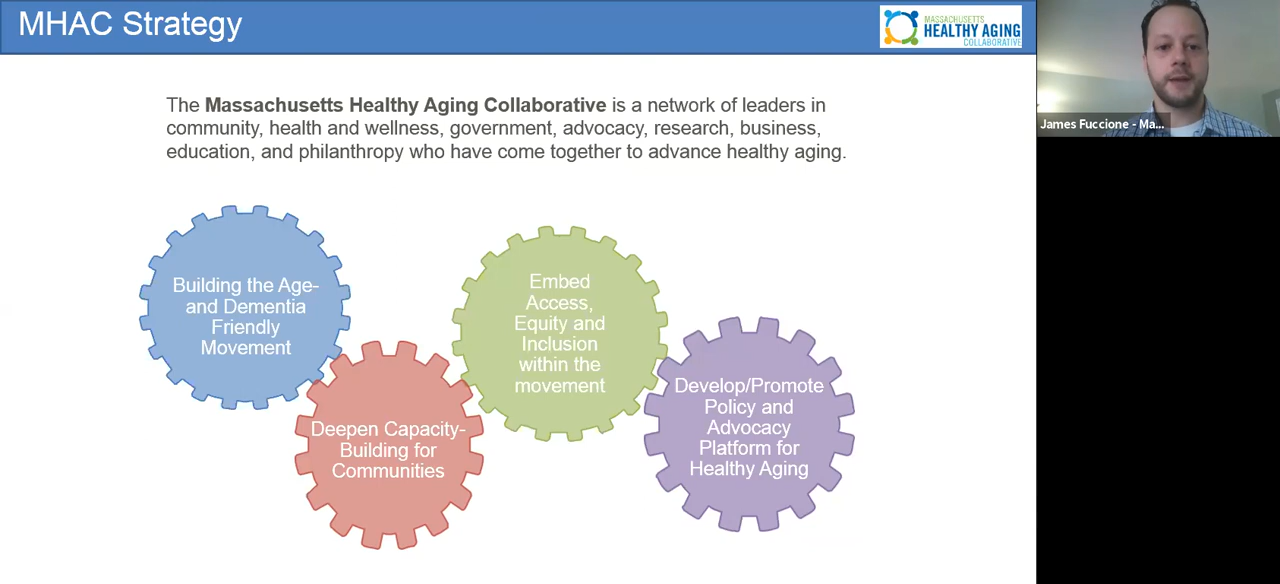 MHAC Strategy
MASSACHUSETTS
HEALTHY AGING
COLLABORATIVE
James Fuccione - Ma...
The Massachusetts Healthy Aging Collaborative is a network of leaders in
community, health and wellness, government, advocacy, research, business,
education, and philanthropy who have come together to advance healthy aging.
Building the Age-
and Dementia
Friendly
Movement
Deepen Capacity-
Building for
Communities
Embed
Access,
Equity and
Inclusion
within the
movement
Develop/Promote
Policy and
Advocacy
Platform for
Healthy Aging